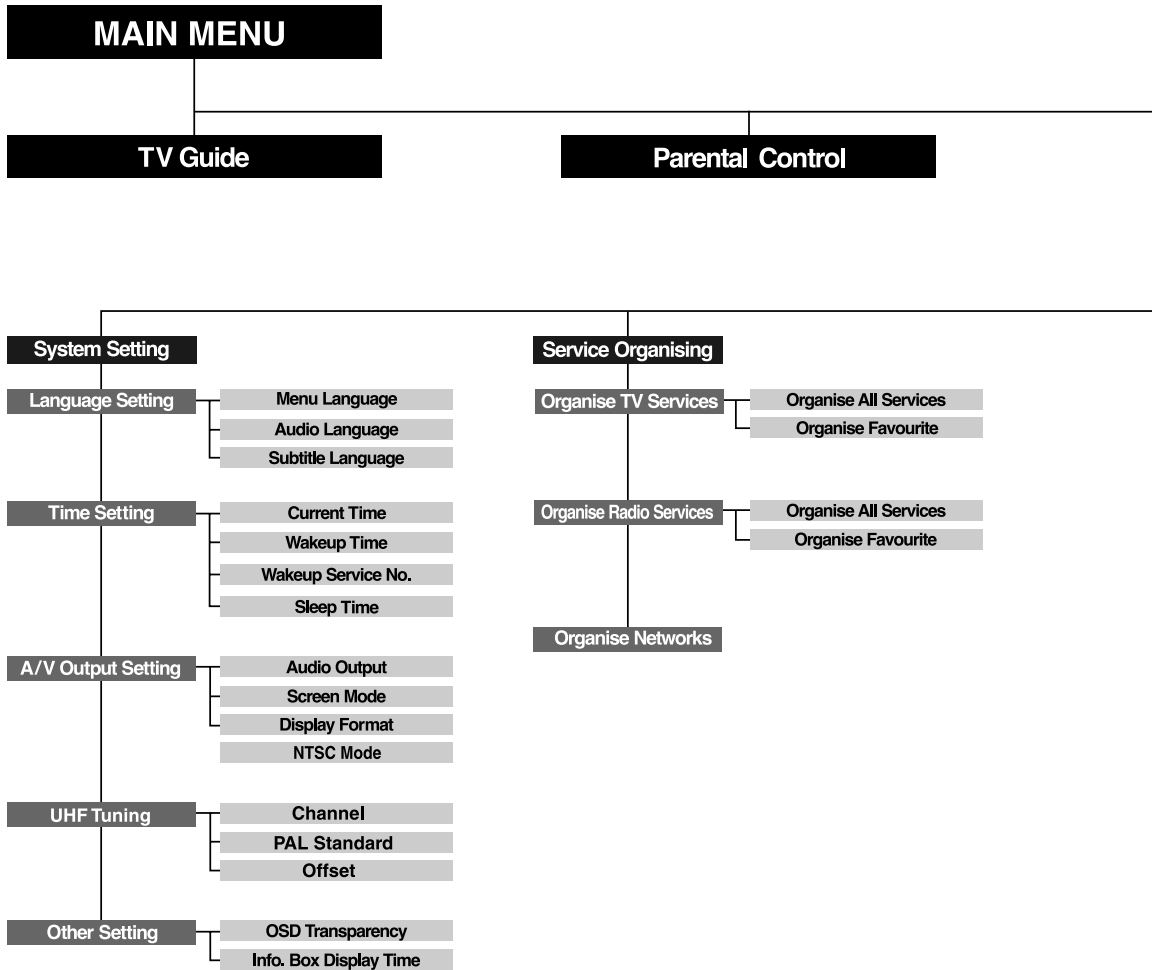 MAIN MENU
TV Guide
Parental Control
System Setting
Language Setting
Menu Language
Audio Language
Subtitle Language
Time Setting
Current Time
Wakeup Time
Wakeup Service No.
Sleep Time
A/V Output Setting
Audio Output
Screen Mode
Display Format
NTSC Mode
UHF Tuning
Channel
PAL Standard
Offset
Other Setting
OSD Transparency
Info. Box Display Time
Service Organising
Organise TV Services
Organise All Services
Organise Favourite
Organise Radio Services
Organise All Services
Organise Favourite
Organise Networks